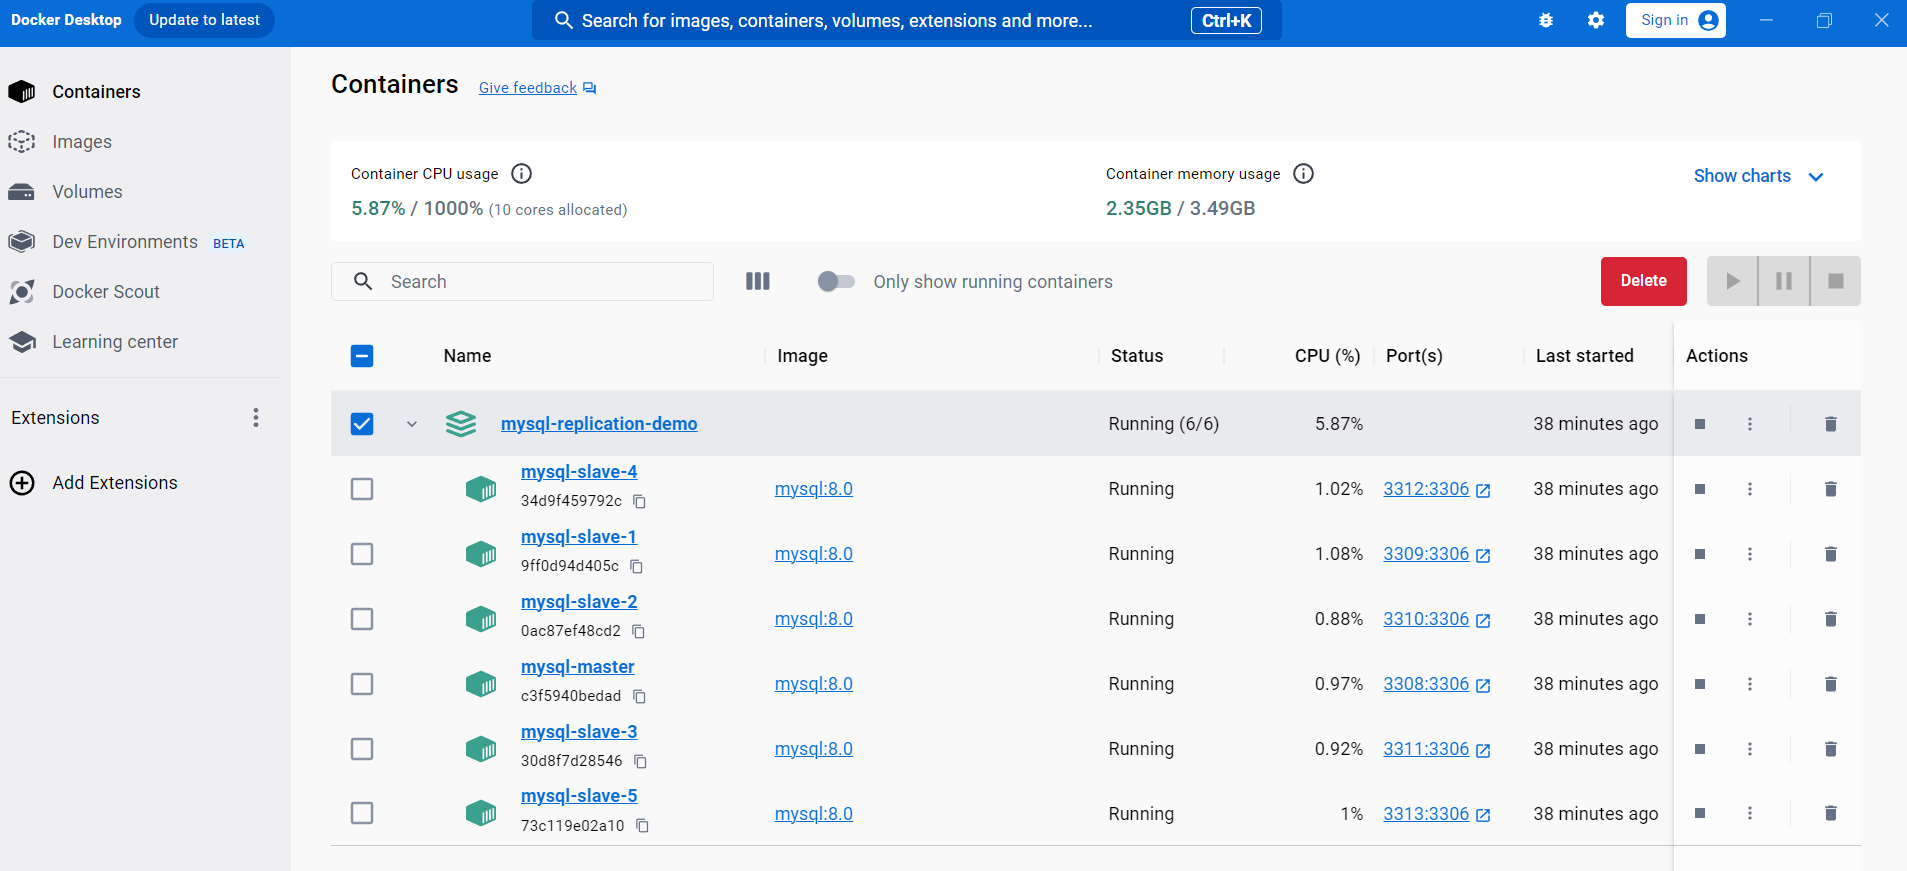 Docker Desktop Update to latest Search for images, containers, volumes, extensions and more... Ctrl+K Sign in
Containers
Images
Volumes
Dev Environments BETA
Docker Scout
Learning center
Extensions
Add Extensions
Containers Give feedback
Container CPU usage
5.87% / 1000% (10 cores allocated)
Container memory usage
2.35GB / 3.49GB
Show charts
Search Only show running containers Delete
Name Image Status CPU (%) Port(s) Last started Actions
mysql-replication-demo Running (6/6) 5.87% 38 minutes ago
mysql-slave-4
34d9f459792c
mysql:8.0 Running 1.02% 3312:3306 38 minutes ago
mysql-slave-1
9ff0d94d405c
mysql:8.0 Running 1.08% 3309:3306 38 minutes ago
mysql-slave-2
0ac87ef48cd2
mysql:8.0 Running 0.88% 3310:3306 38 minutes ago
mysql-master
c3f5940bedad
mysql:8.0 Running 0.97% 3308:3306 38 minutes ago
mysql-slave-3
30d8f7d28546
mysql:8.0 Running 0.92% 3311:3306 38 minutes ago
mysql-slave-5
73c119e02a10
mysql:8.0 Running 1% 3313:3306 38 minutes ago